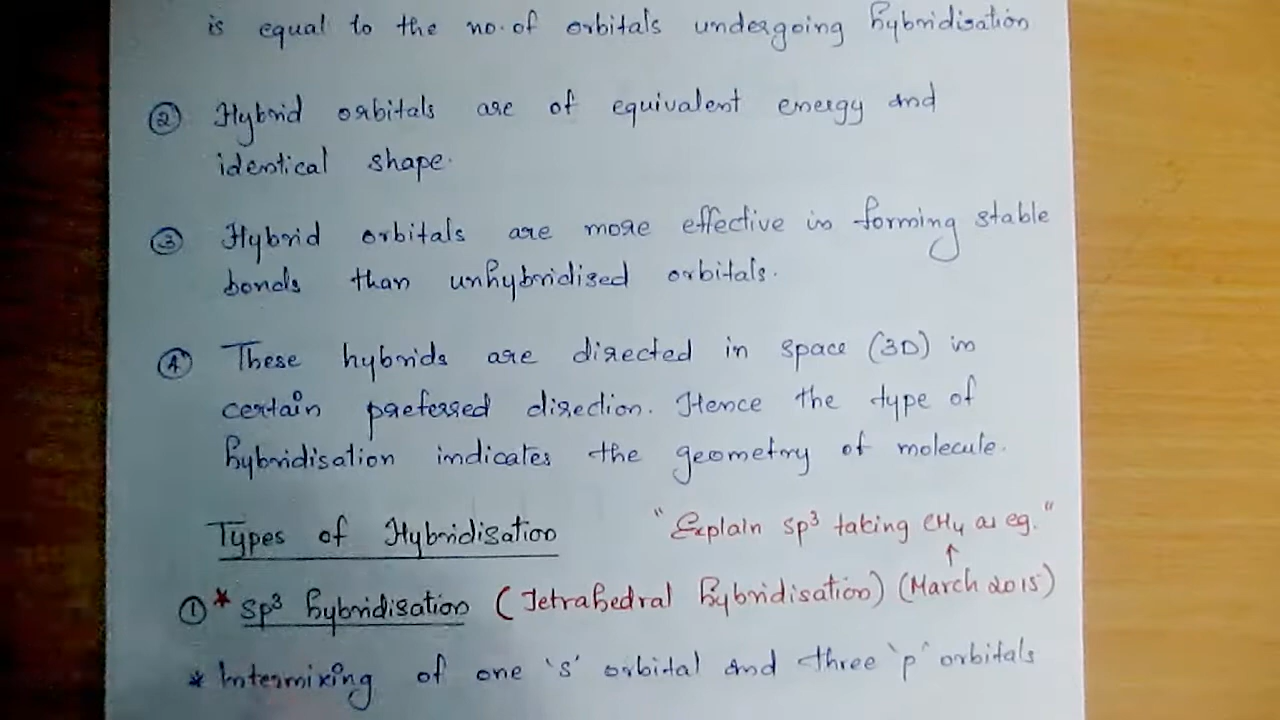 is equal to the no. of orbitals undergoing hybridisation
② Hybrid orbitals are of equivalent energy and
identical shape.
③ Hybrid orbitals are more effective in forming stable
bonds than unhybridized orbitals.
④ These hybrids are directed in space (3D) in
certain preferred direction. Hence the type of
hybridisation indicates the geometry of molecule.
Types of Hybridisation "Explain sp³ taking CH₄ as eg."
↑
① * sp³ hybridisation (Tetrahedral hybridisation) (March 2015)
* Intermixing of one 's' orbital and three 'p' orbitals